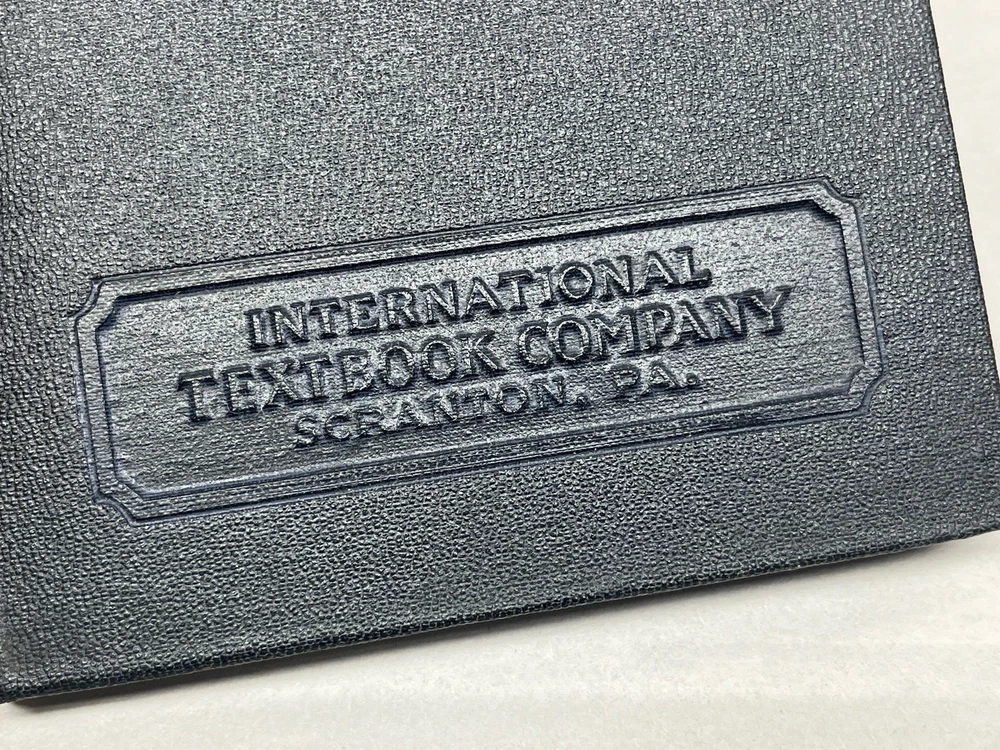 INTERNATIONAL
TEXTBOOK COMPANY
SCRANTON, PA.